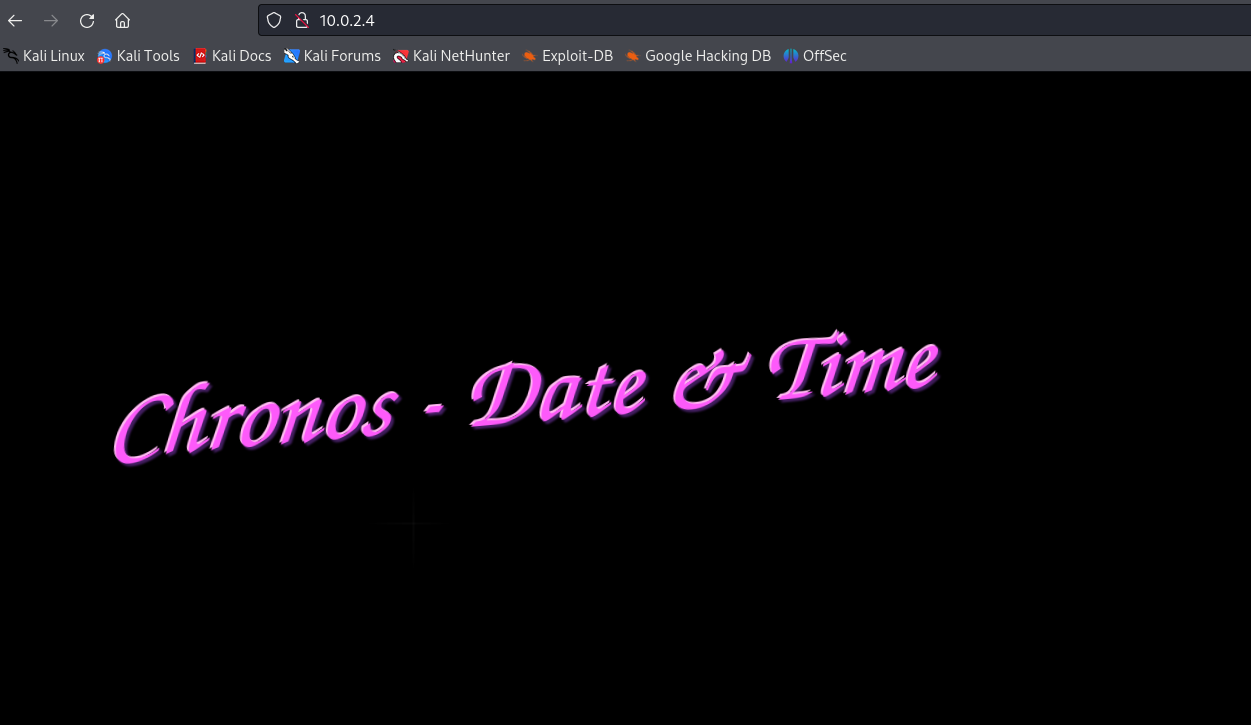 10.0.2.4
Kali Linux Kali Tools Kali Docs Kali Forums Kali NetHunter Exploit-DB Google Hacking DB OffSec
Chronos - Date & Time